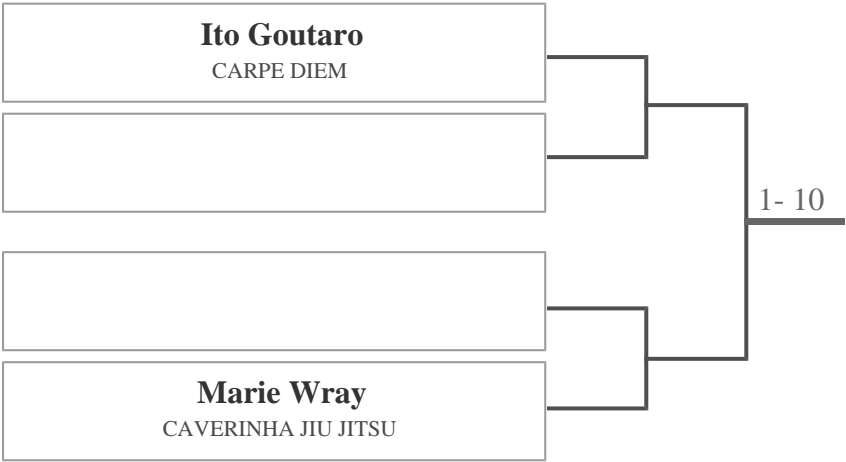 Ito Goutaro
CARPE DIEM
1- 10
Marie Wray
CAVERINHA JIU JITSU